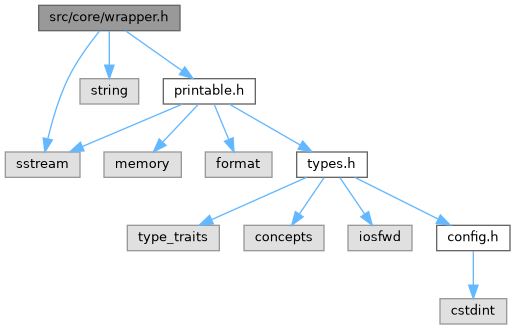 src/core/wrapper.h
string
printable.h
sstream
memory
format
types.h
type_traits
concepts
iosfwd
config.h
cstdint